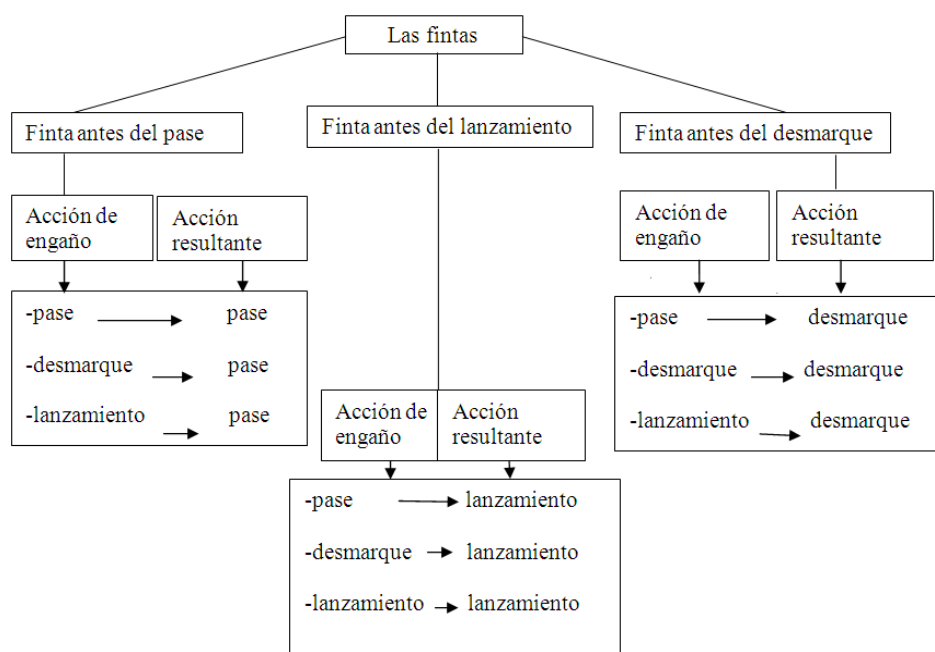 Las fintas
Finta antes del pase
Finta antes del lanzamiento
Finta antes del desmarque
Acción de
engaño
Acción
resultante
-pase pase
-desmarque pase
-lanzamiento pase
Acción de
engaño
Acción
resultante
-pase lanzamiento
-desmarque lanzamiento
-lanzamiento lanzamiento
Acción de
engaño
Acción
resultante
-pase desmarque
-desmarque desmarque
-lanzamiento desmarque